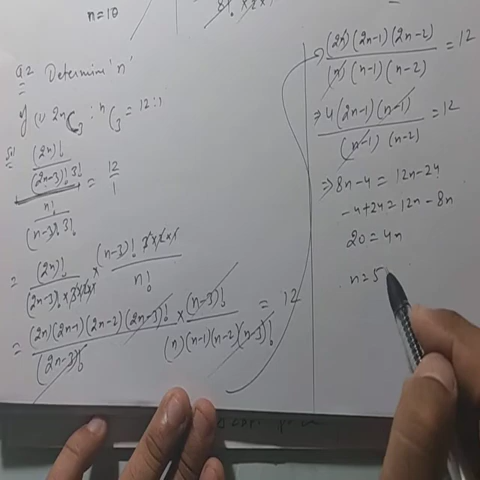 n=10
Q2 Determine 'n'
If (i) 2nC3 : nC3 = 12:1
Sol (2n)! / (2n-3)! 3! / n! / (n-3)! 3! = 12/1
= (2n)! / (2n-3)! × 3×2×1 × (n-3)! 3×2×1 / n!
= (2n)(2n-1)(2n-2)(2n-3)! / (2n-3)! × (n-3)! / (n)(n-1)(n-2)(n-3)! = 12
→ (2n)(2n-1)(2n-2) / (n)(n-1)(n-2) = 12
⇒ 4(2n-1)(n-1) / (n-1)(n-2) = 12
⇒ 8n-4 = 12n-24
-4+24 = 12n-8n
20 = 4n
n=5